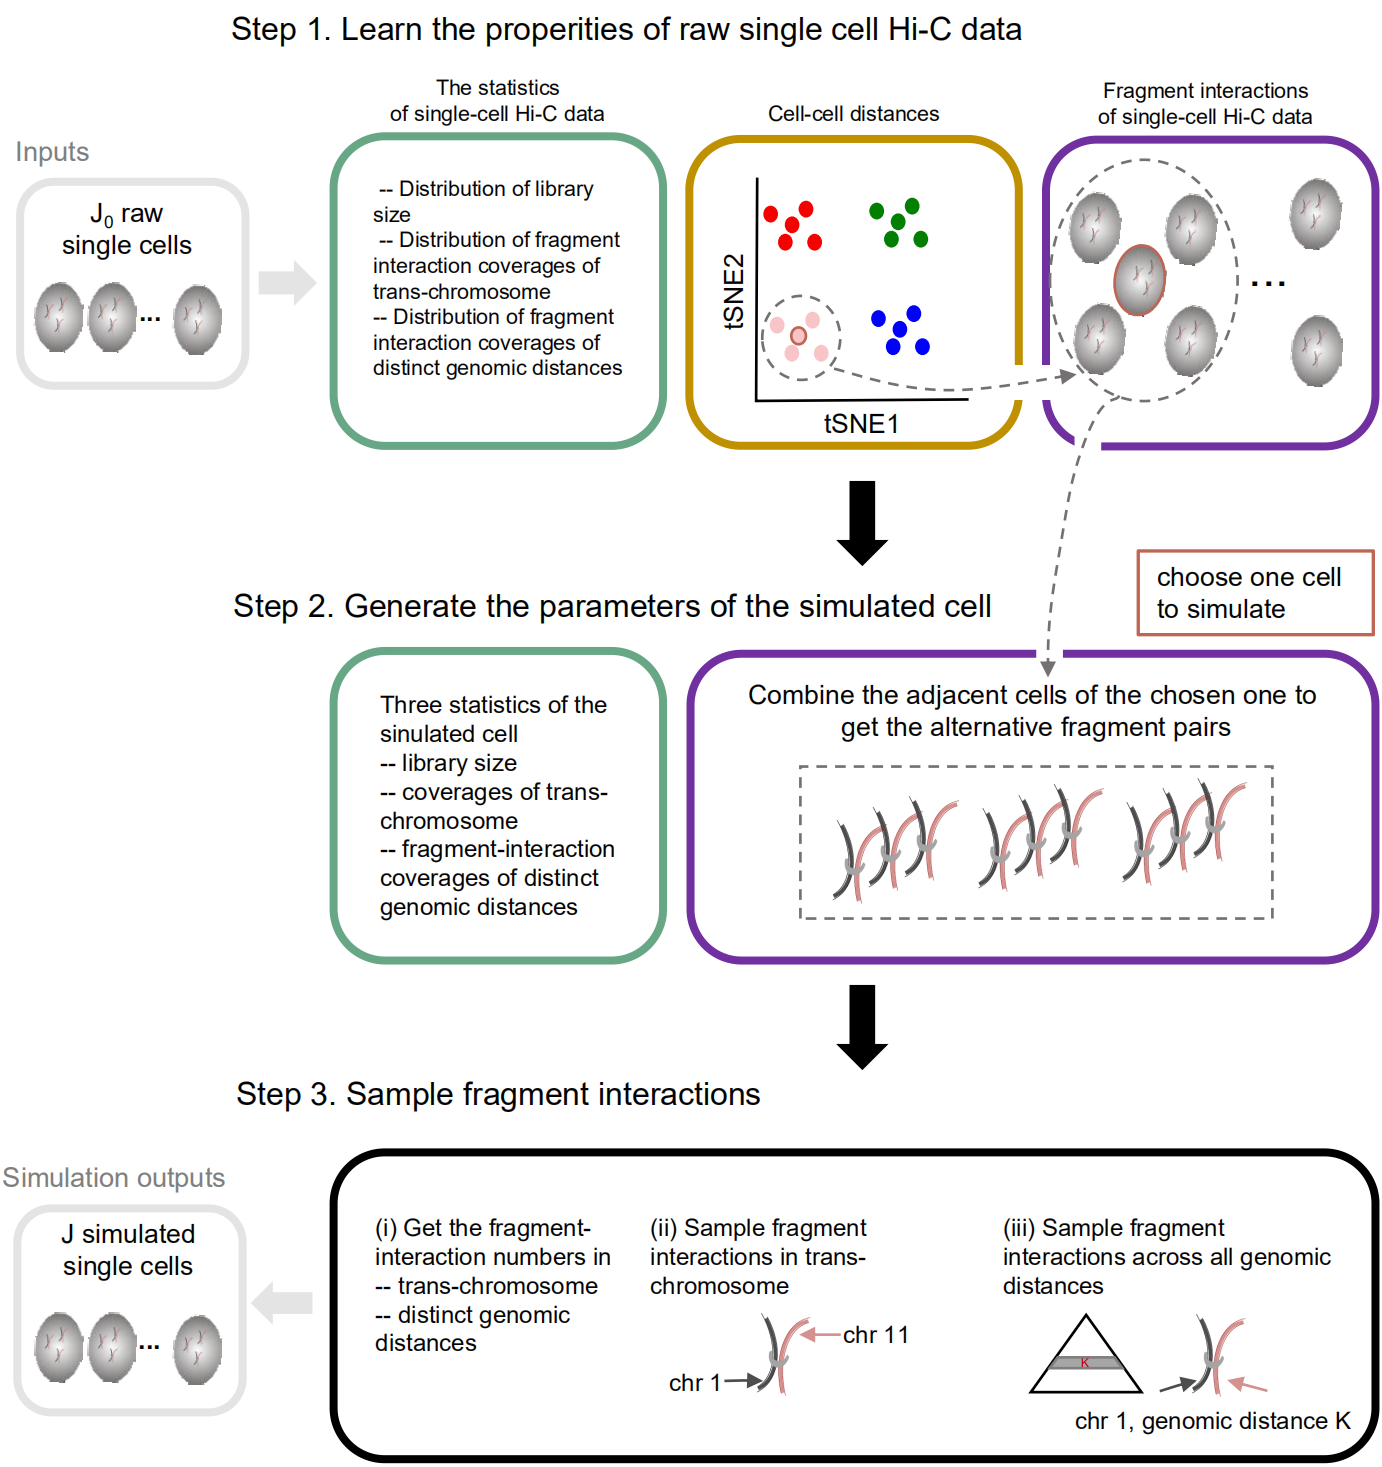 Step 1. Learn the properities of raw single cell Hi-C data
The statistics
of single-cell Hi-C data
Cell-cell distances
Fragment interactions
of single-cell Hi-C data
Inputs
J0 raw
single cells
...
-- Distribution of library
size
-- Distribution of fragment
interaction coverages of
trans-chromosome
-- Distribution of fragment
interaction coverages of
distinct genomic distances
tSNE2
tSNE1
...
choose one cell
to simulate
Step 2. Generate the parameters of the simulated cell
Three statistics of the
sinulated cell
-- library size
-- coverages of trans-
chromosome
-- fragment-interaction
coverages of distinct
genomic distances
Combine the adjacent cells of the chosen one to
get the alternative fragment pairs
Step 3. Sample fragment interactions
Simulation outputs
J simulated
single cells
...
(i) Get the fragment-
interaction numbers in
-- trans-chromosome
-- distinct genomic
distances
(ii) Sample fragment
interactions in trans-
chromosome
chr 11
chr 1
(iii) Sample fragment
interactions across all genomic
distances
K
chr 1, genomic distance K